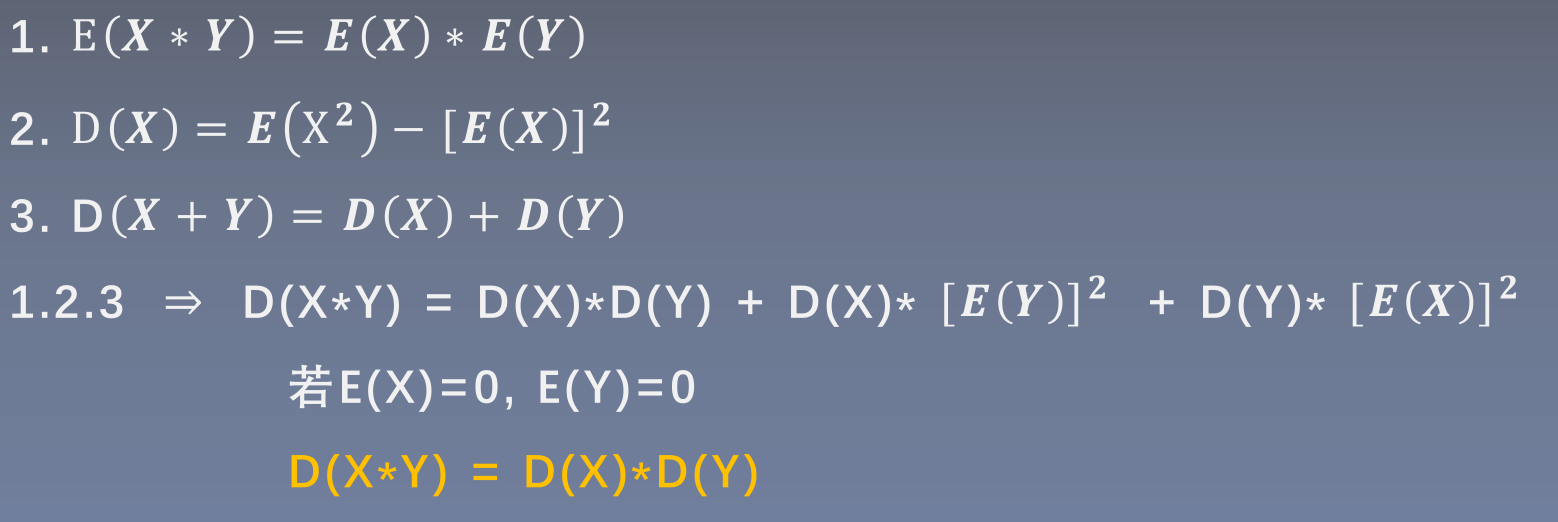 1. E(X * Y) = E(X) * E(Y)
2. D(X) = E(X²) − [E(X)]²
3. D(X + Y) = D(X) + D(Y)
1.2.3 ⇒ D(X*Y) = D(X)*D(Y) + D(X)* [E(Y)]² + D(Y)* [E(X)]²
若E(X)=0, E(Y)=0
D(X*Y) = D(X)*D(Y)